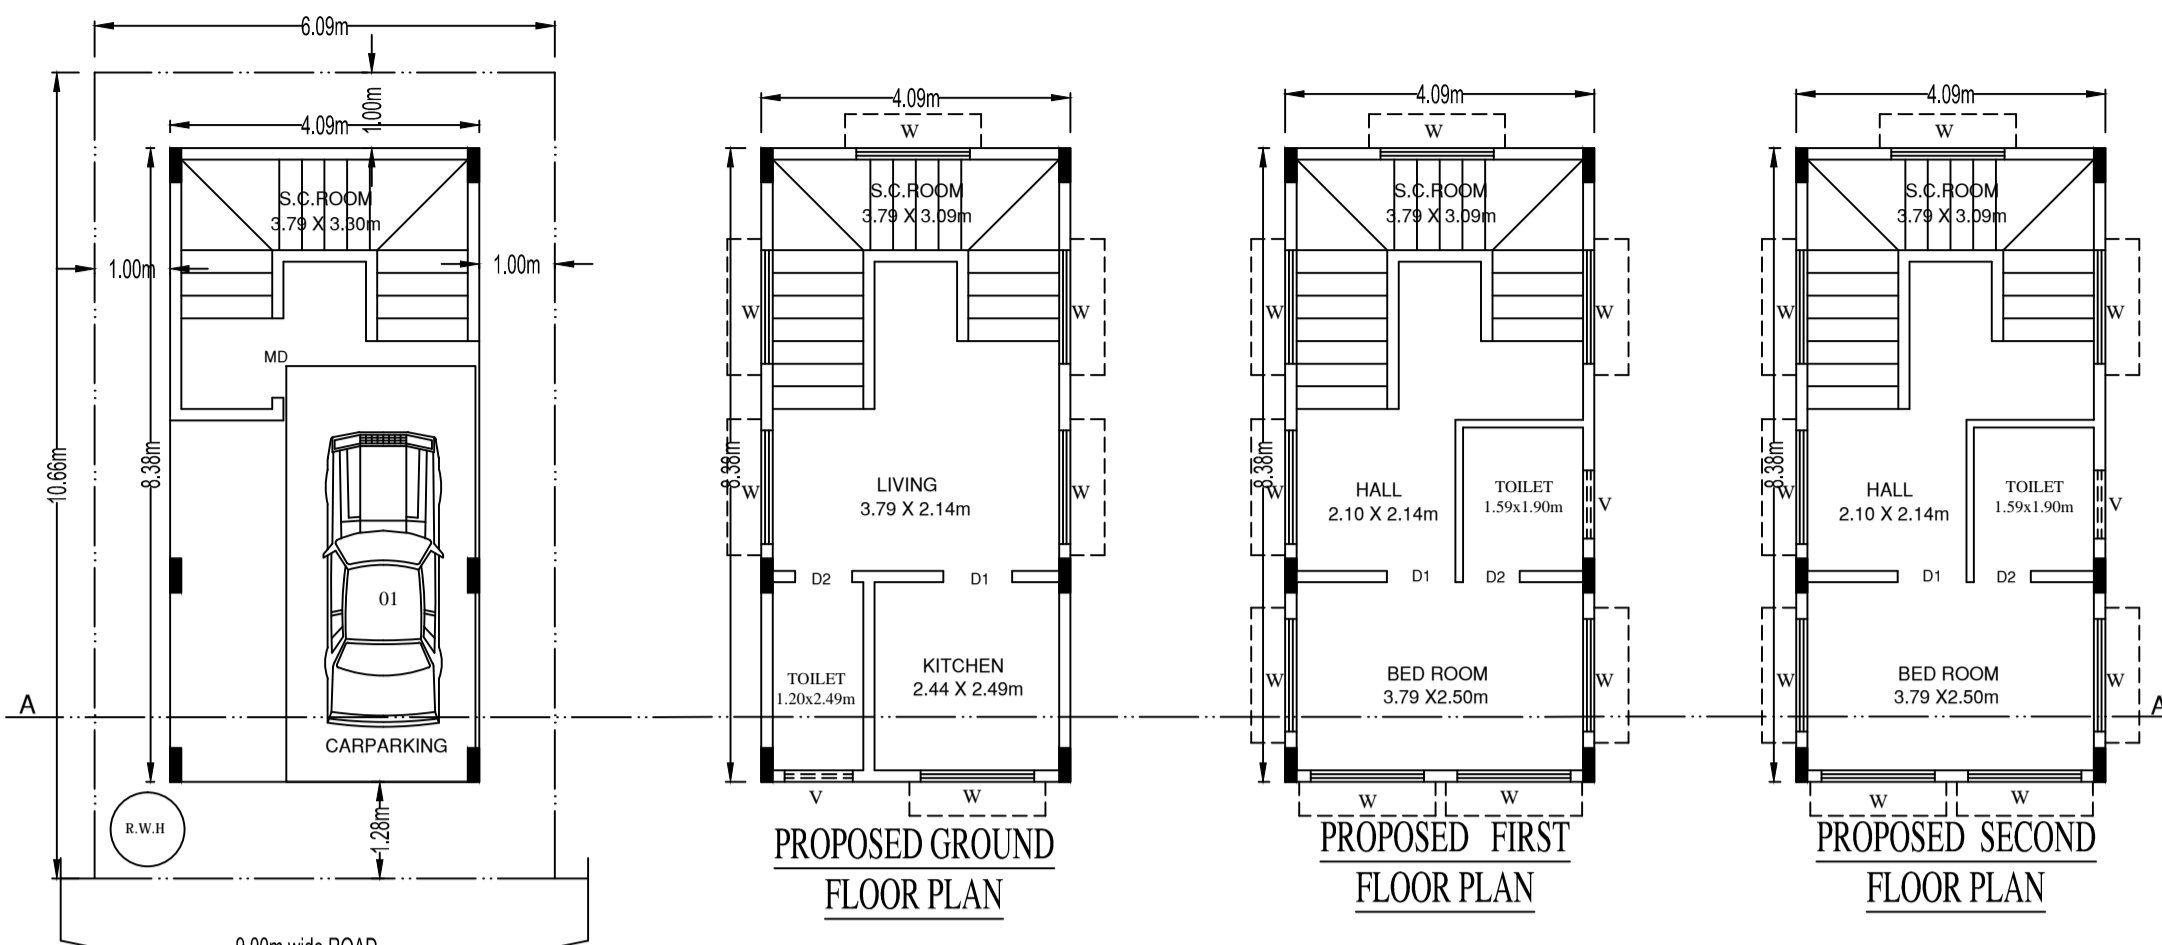 6.09m
1.00m
4.09m
S.C.ROOM
3.79 X 3.30m
1.00m
1.00m
MD
10.66m
8.38m
01
A
CARPARKING
R.W.H
1.28m
9.00m wide ROAD
4.09m
W
S.C.ROOM
3.79 X 3.09m
W
W
8.38m
W
W
LIVING
3.79 X 2.14m
D2
D1
TOILET
1.20x2.49m
KITCHEN
2.44 X 2.49m
V
W
PROPOSED GROUND
FLOOR PLAN
4.09m
W
S.C.ROOM
3.79 X 3.09m
W
W
8.38m
W
HALL
2.10 X 2.14m
TOILET
1.59x1.90m
V
D1
D2
W
W
BED ROOM
3.79 X2.50m
W
W
PROPOSED FIRST
FLOOR PLAN
4.09m
W
S.C.ROOM
3.79 X 3.09m
W
W
8.38m
W
HALL
2.10 X 2.14m
TOILET
1.59x1.90m
V
D1
D2
W
W
BED ROOM
3.79 X2.50m
A
W
W
PROPOSED SECOND
FLOOR PLAN